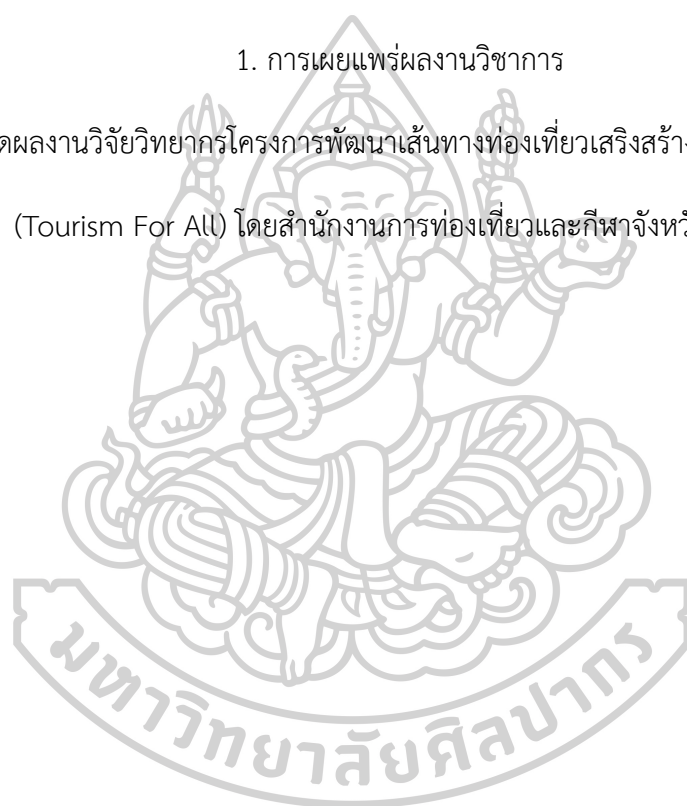 1. การเผยแพร่ผลงานวิชาการ
ผลงานวิจัยวิทยากรโครงการพัฒนาเส้นทางท่องเที่ยวเสริงสร้าง
(Tourism For All) โดยสำนักงานการท่องเที่ยวและกีฬา
มหาวิทยาลัยศิลปากร